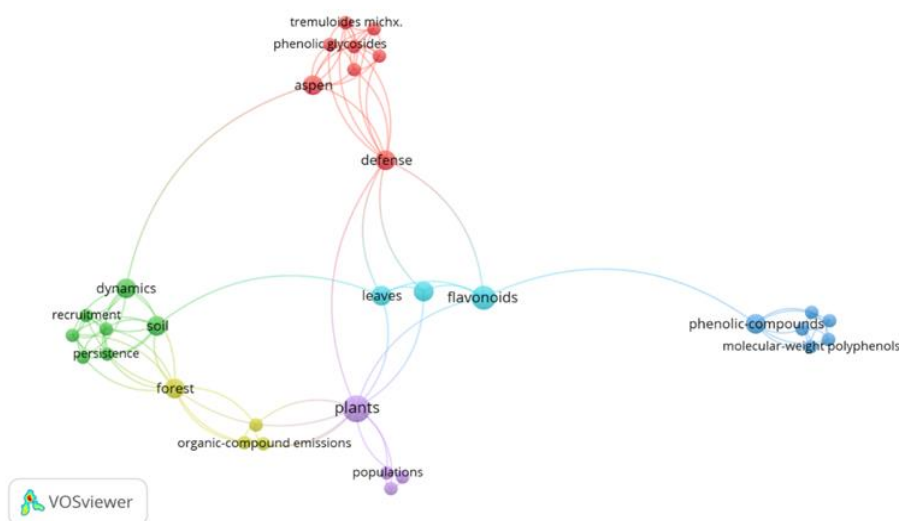 tremuloides michx.
phenolic glycosides
aspen
defense
dynamics
recruitment
soil
persistence
forest
organic-compound emissions
leaves
flavonoids
phenolic-compounds
molecular-weight polyphenols
plants
populations
VOSviewer